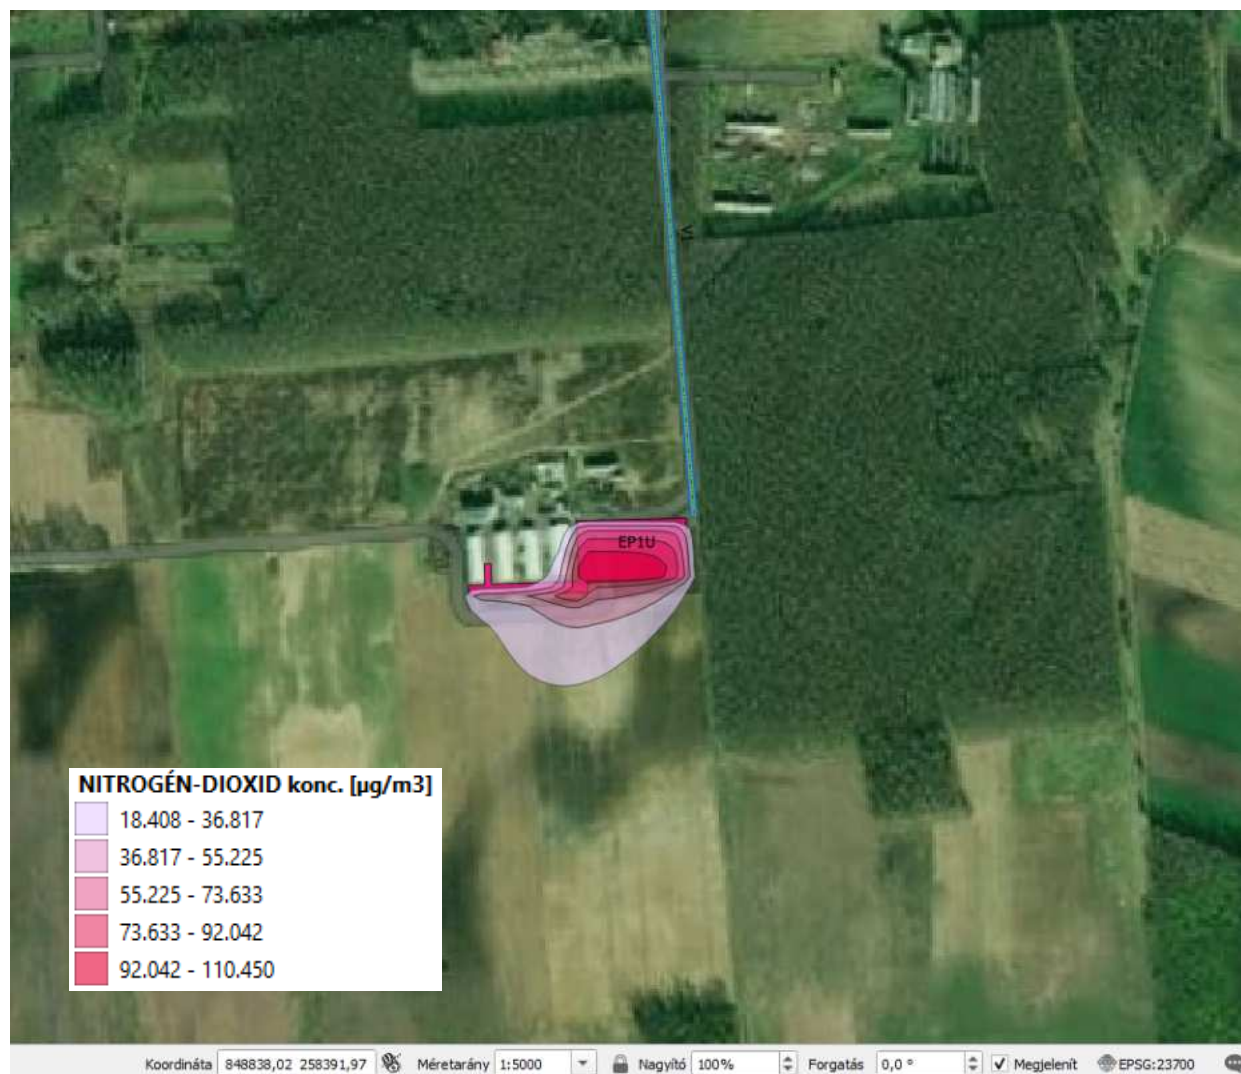 V1
EP1U
NITROGÉN-DIOXID konc. [µg/m3]
18.408 - 36.817
36.817 - 55.225
55.225 - 73.633
73.633 - 92.042
92.042 - 110.450
Koordináta 848838,02 258391,97 Méretarány 1:5000 Nagyító 100% Forgatás 0,0 ° Megjelenít EPSG:23700